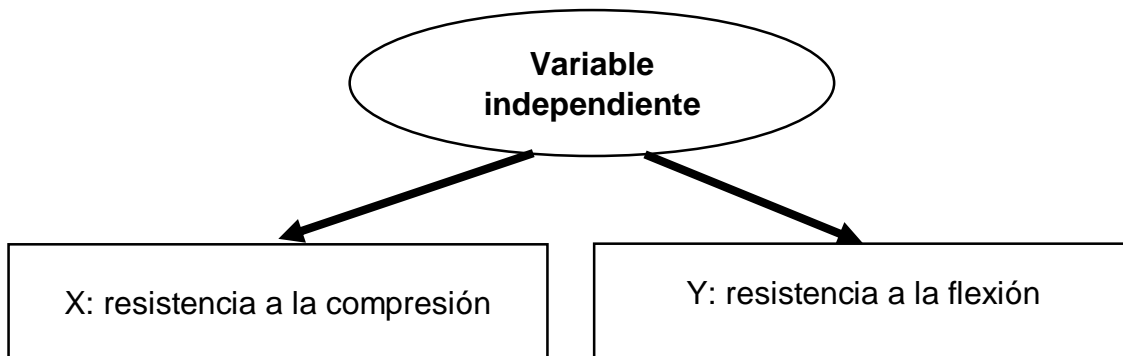 Variable
independiente
X: resistencia a la compresión
Y: resistencia a la flexión